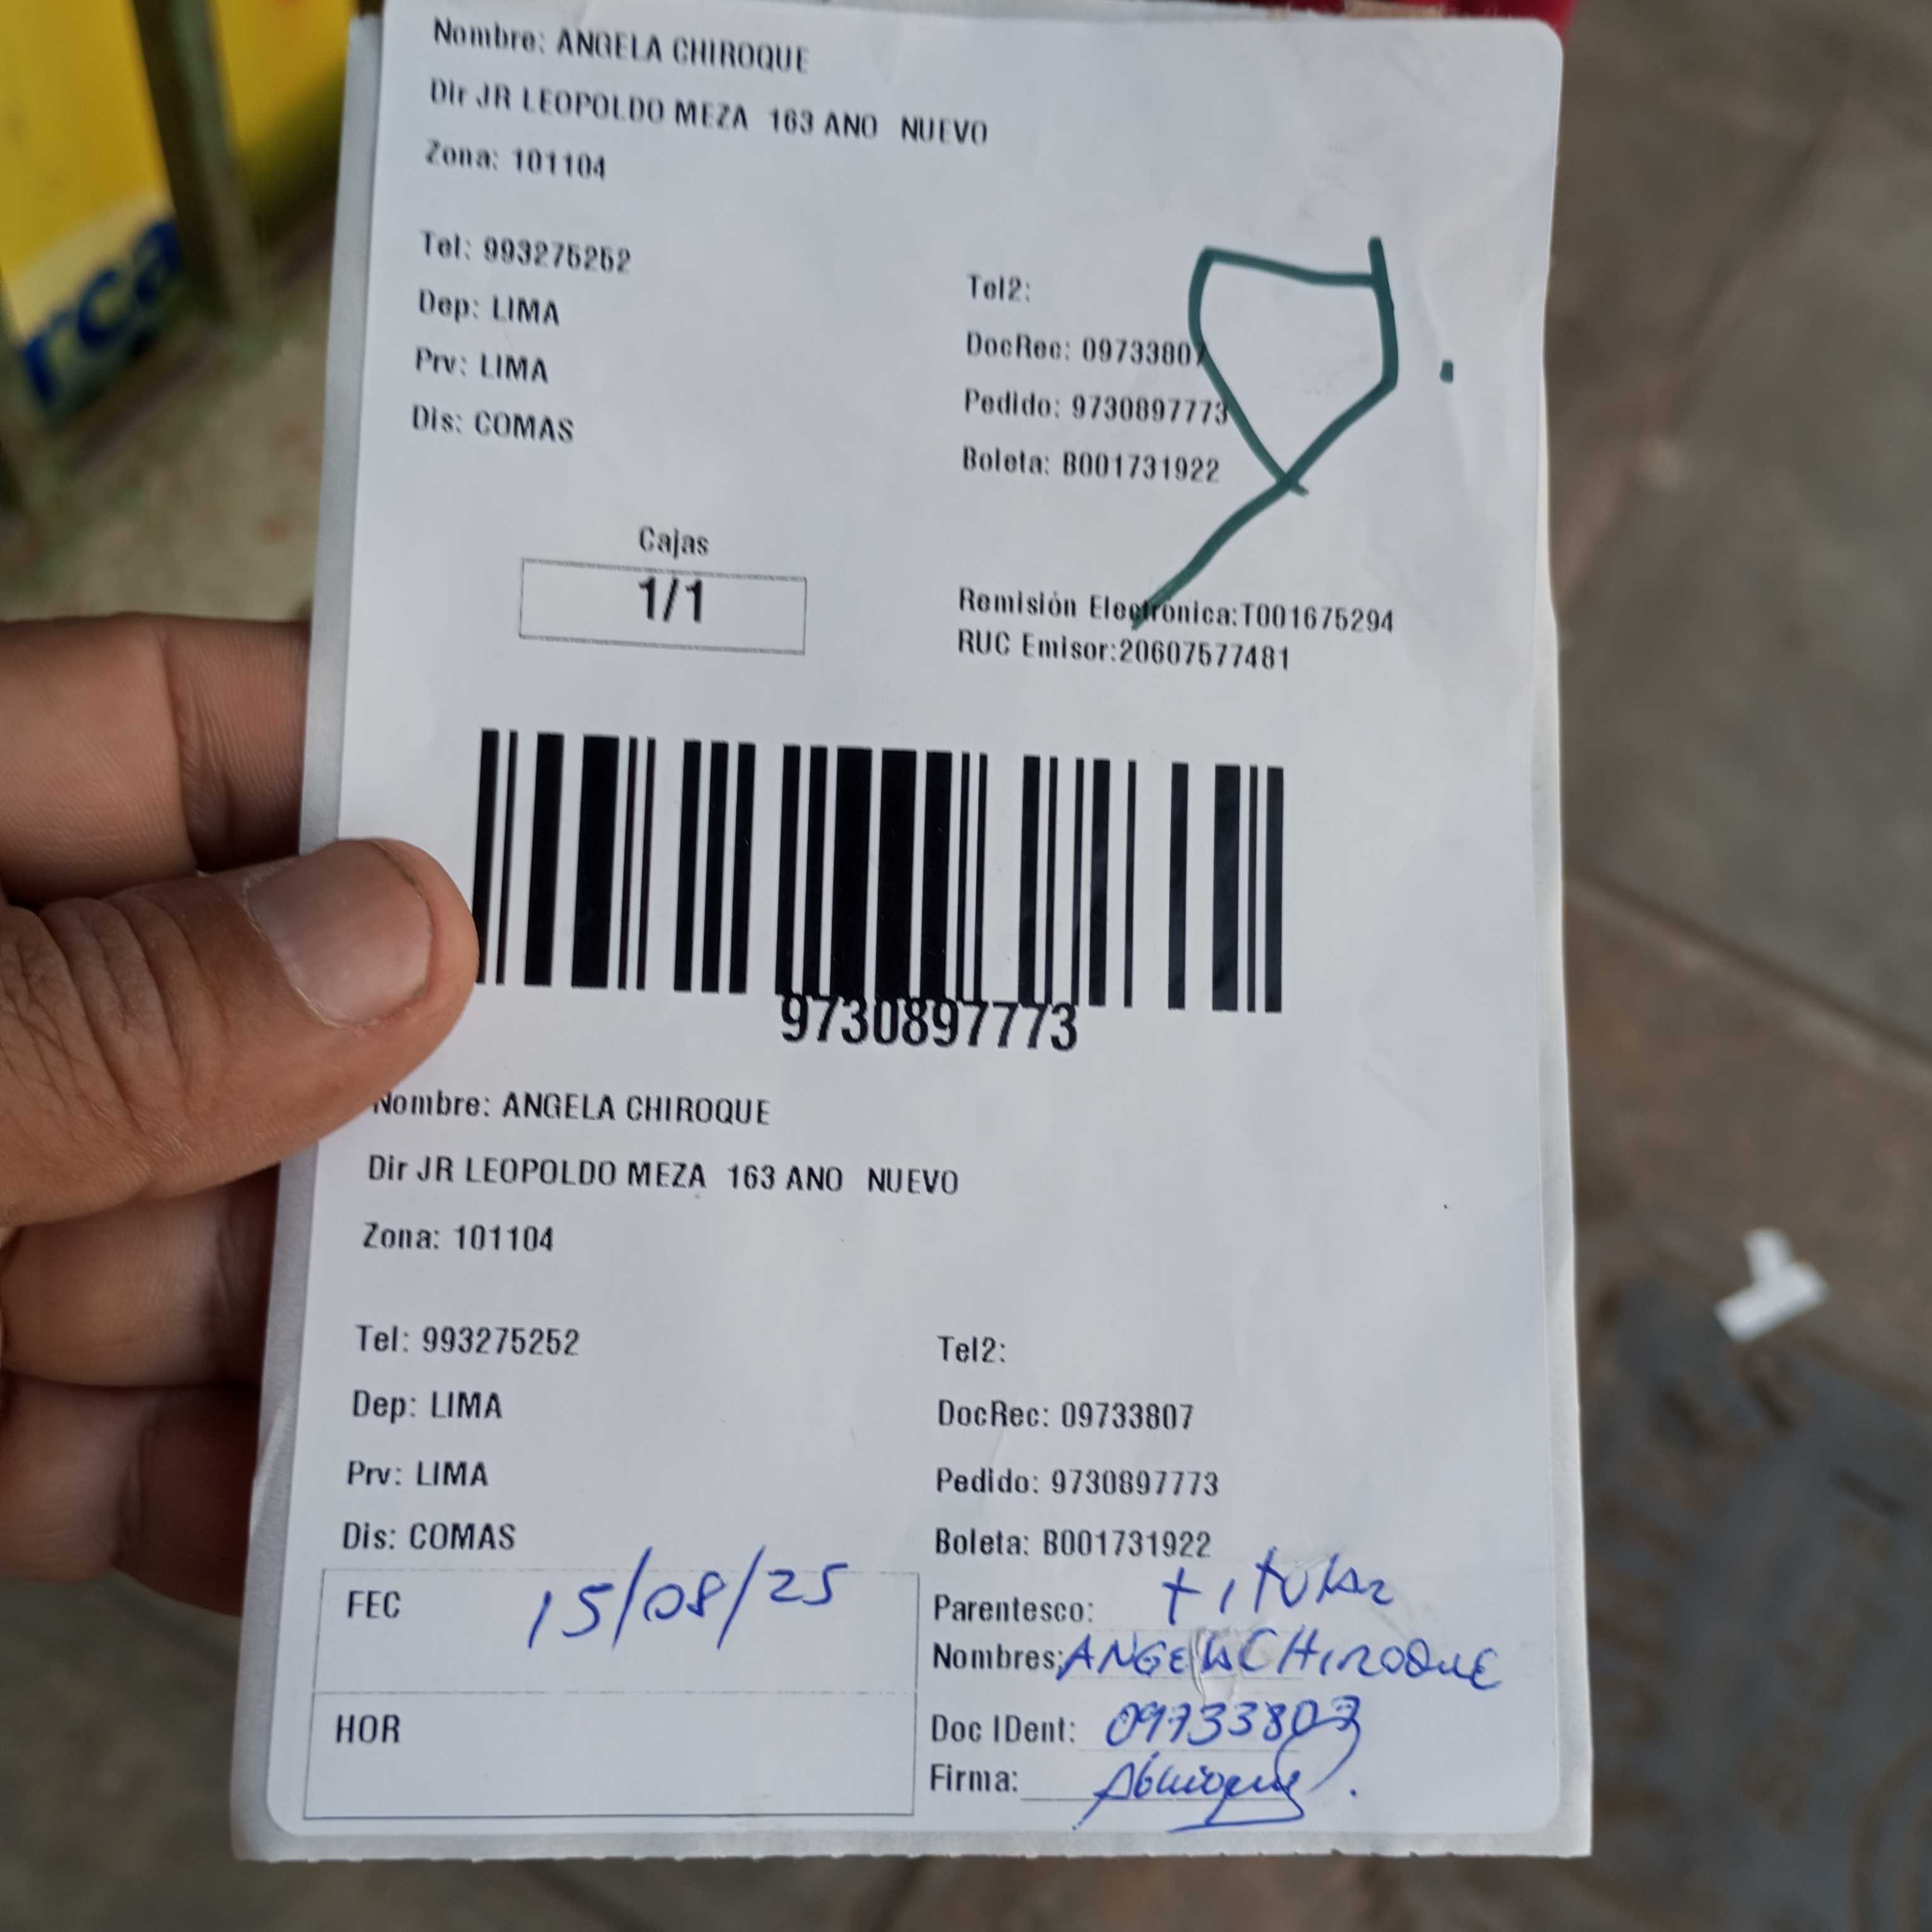 Nombre: ANGELA CHIROQUE
Dir JR LEOPOLDO MEZA 163 ANO NUEVO
Zona: 101104
Tel: 993275252
Tel2:
Dep: LIMA
DocRec: 09733807
Prv: LIMA
Pedido: 9730897773
Dis: COMAS
Boleta: B001731922
Cajas
1/1
Remisión Electrónica:T001675294
RUC Emisor:20607577481
9730897773
Nombre: ANGELA CHIROQUE
Dir JR LEOPOLDO MEZA 163 ANO NUEVO
Zona: 101104
Tel: 993275252
Tel2:
Dep: LIMA
DocRec: 09733807
Prv: LIMA
Pedido: 9730897773
Dis: COMAS
Boleta: B001731922
FEC 15/08/25
Parentesco: titular
Nombres: ANGELA CHIROQUE
HOR
Doc IDent: 09733807
Firma:
rca